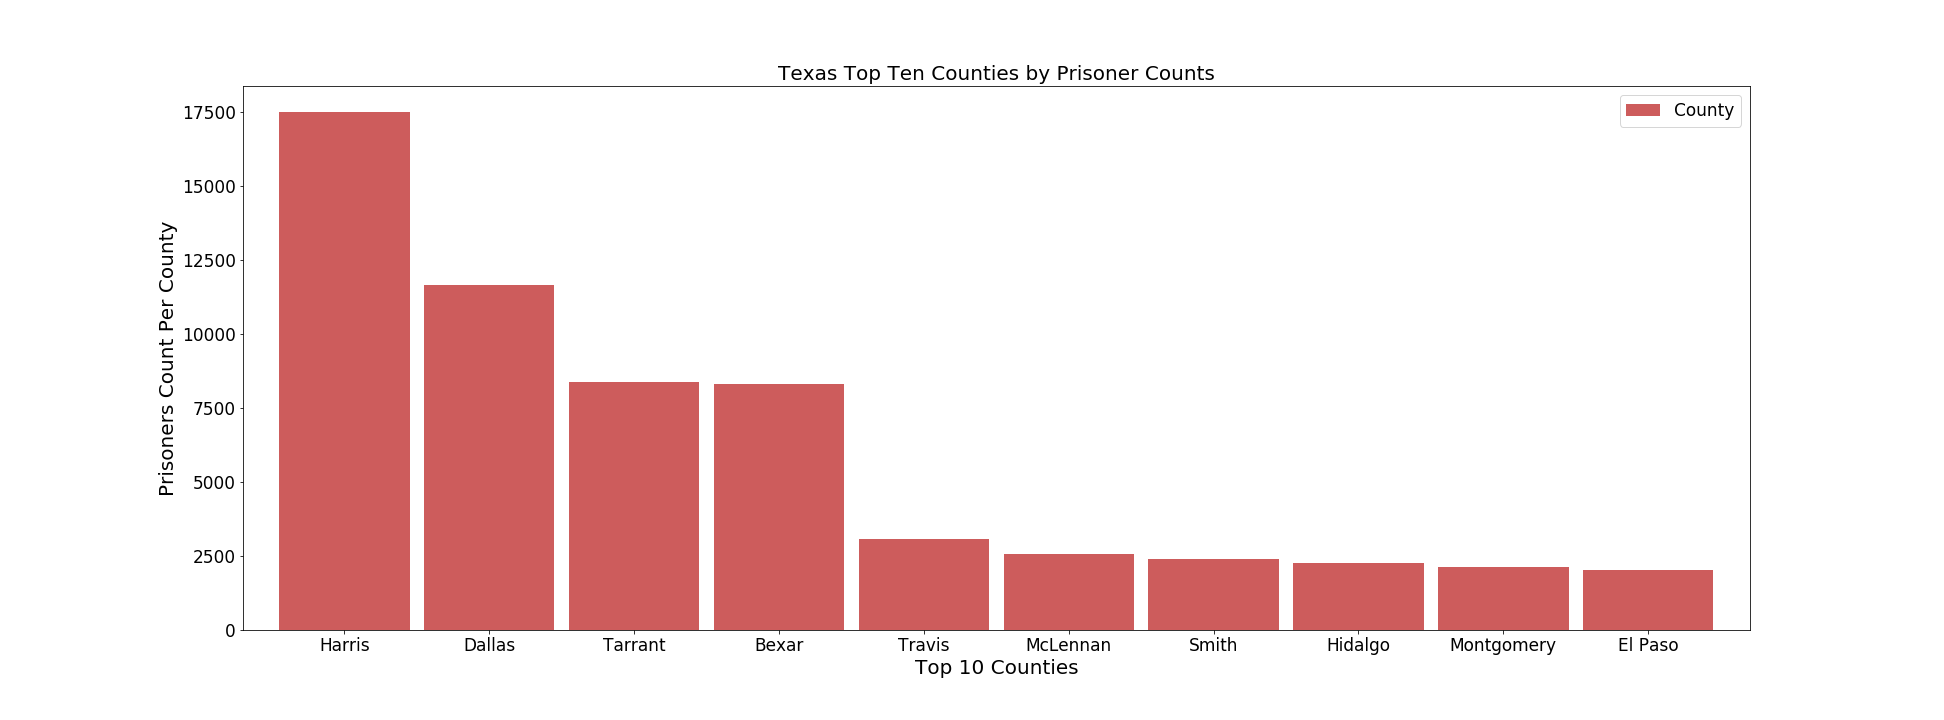 Texas Top Ten Counties by Prisoner Counts
County
Prisoners Count Per County
17500
15000
12500
10000
7500
5000
2500
0
Harris Dallas Tarrant Bexar Travis McLennan Smith Hidalgo Montgomery El Paso
Top 10 Counties